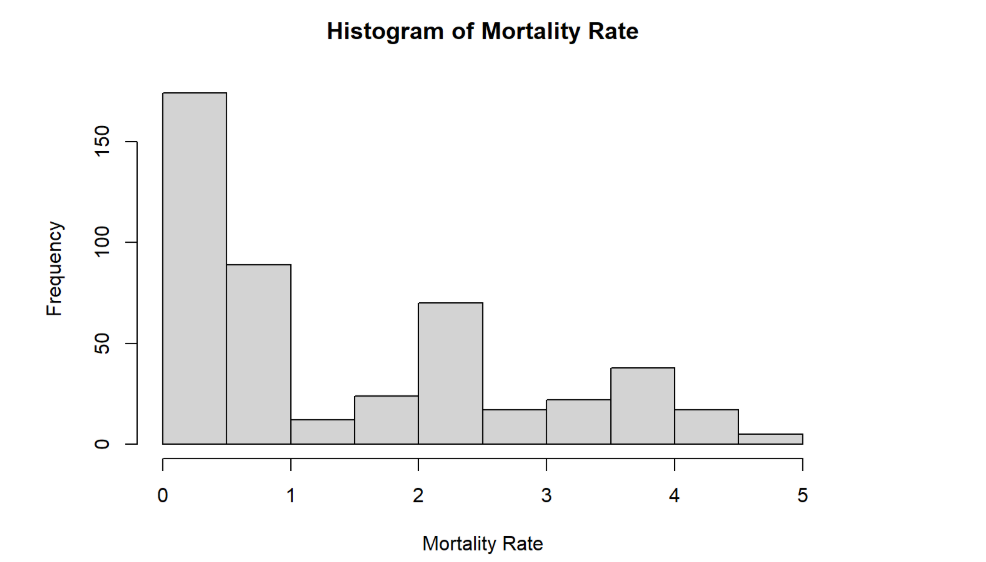 Histogram of Mortality Rate
Frequency
150
100
50
0
0 1 2 3 4 5
Mortality Rate